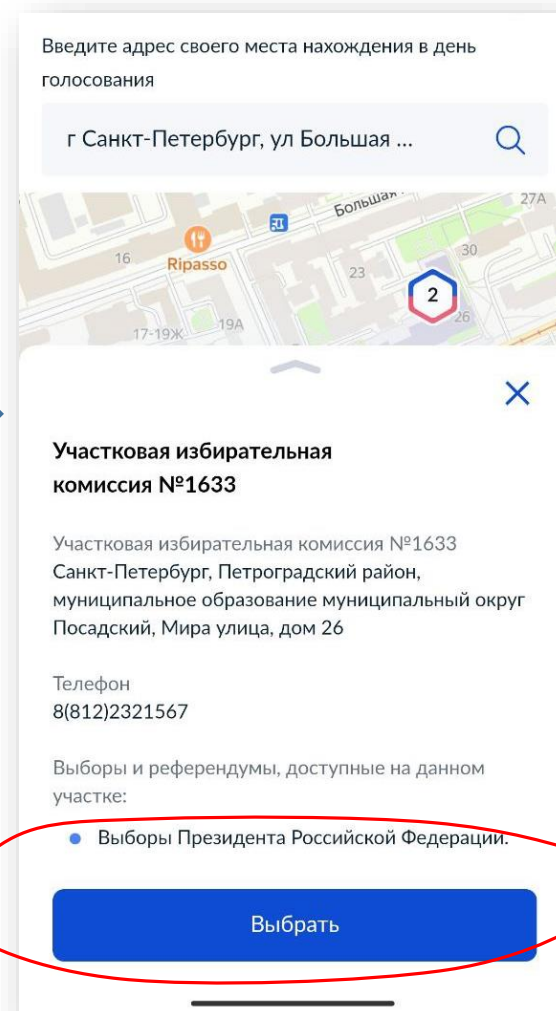 Введите адрес своего места нахождения в день
голосования
г Санкт-Петербург, ул Большая ...
Большая
27А
16
Ripasso
23
30
2
26
17-19Ж
19А
Участковая избирательная
комиссия №1633
Участковая избирательная комиссия №1633
Санкт-Петербург, Петроградский район,
муниципальное образование муниципальный округ
Посадский, Мира улица, дом 26
Телефон
8(812)2321567
Выборы и референдумы, доступные на данном
участке:
Выборы Президента Российской Федерации.
Выбрать